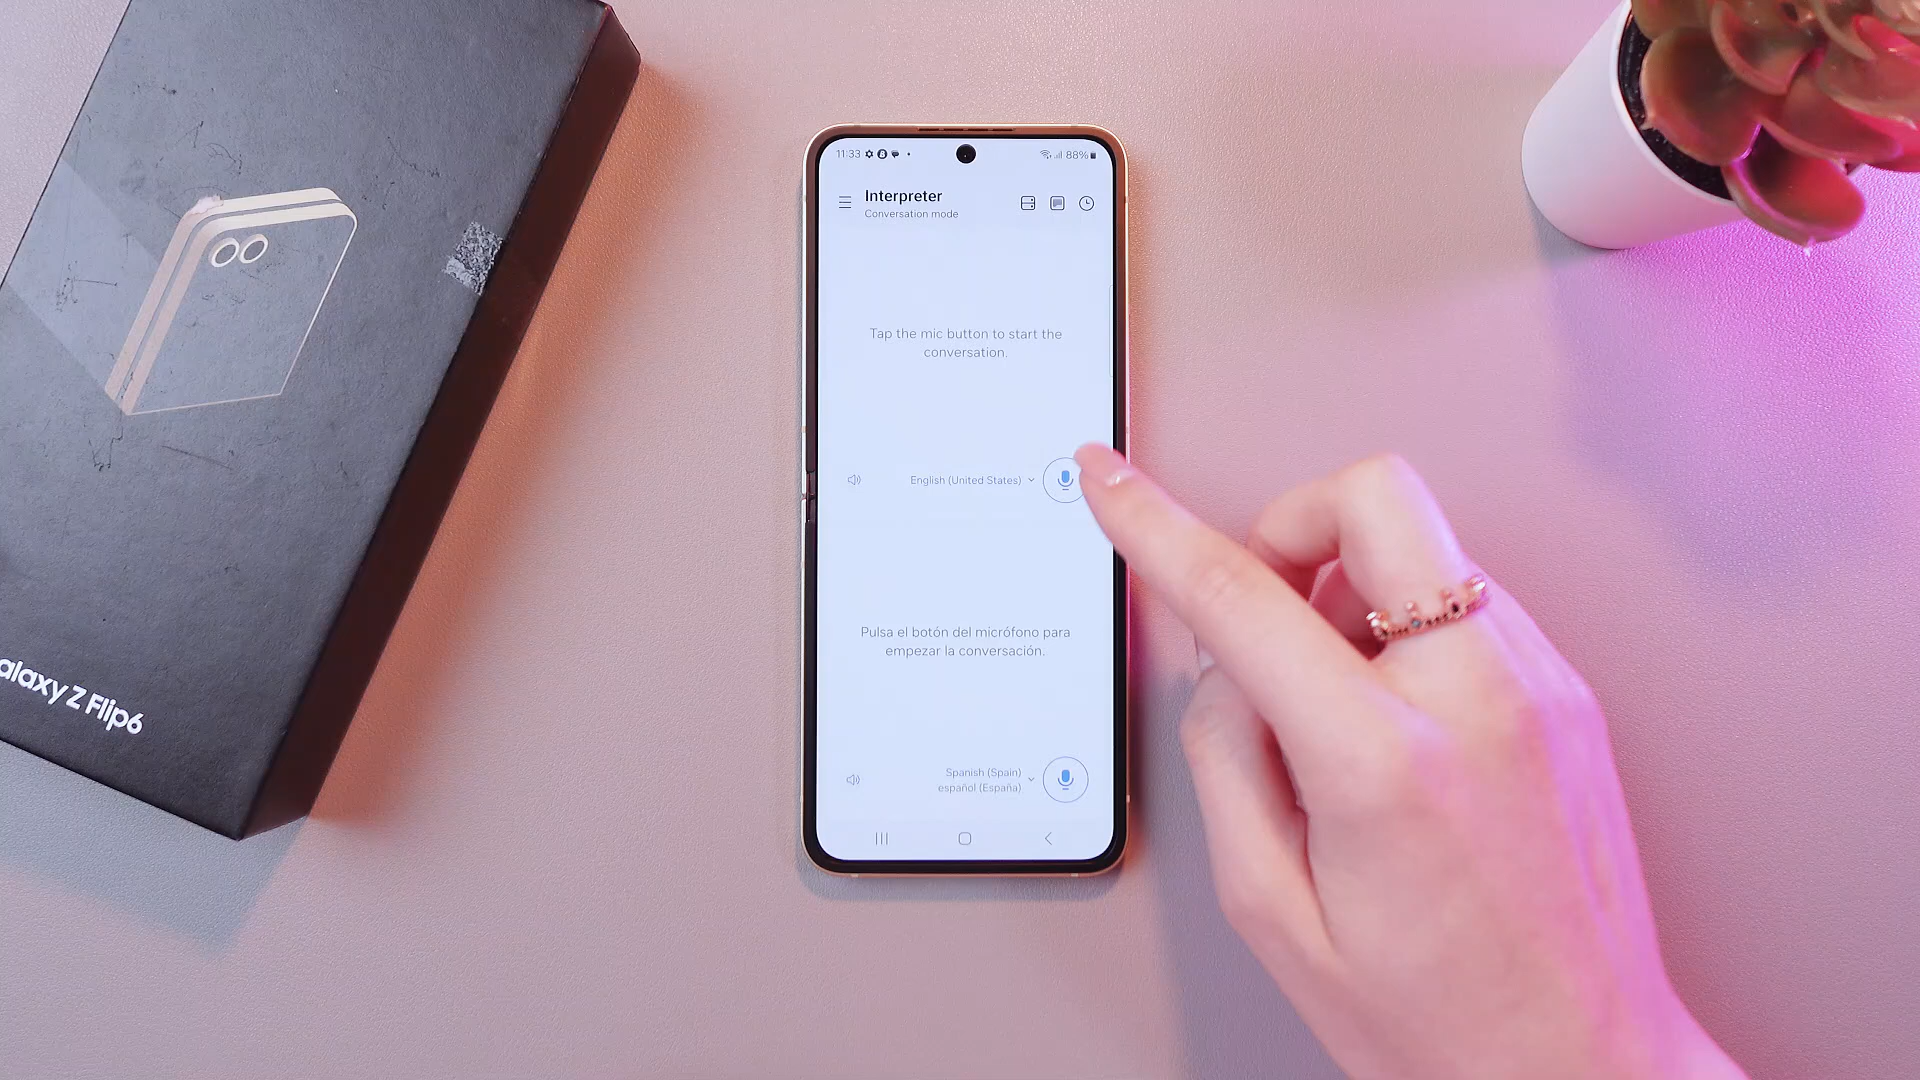 alaxy Z Flip6
11:33
88%
Interpreter
Conversation mode
Tap the mic button to start the
conversation.
English (United States)
Pulsa el botón del micrófono para
empezar la conversación.
Spanish (Spain)
español (España)